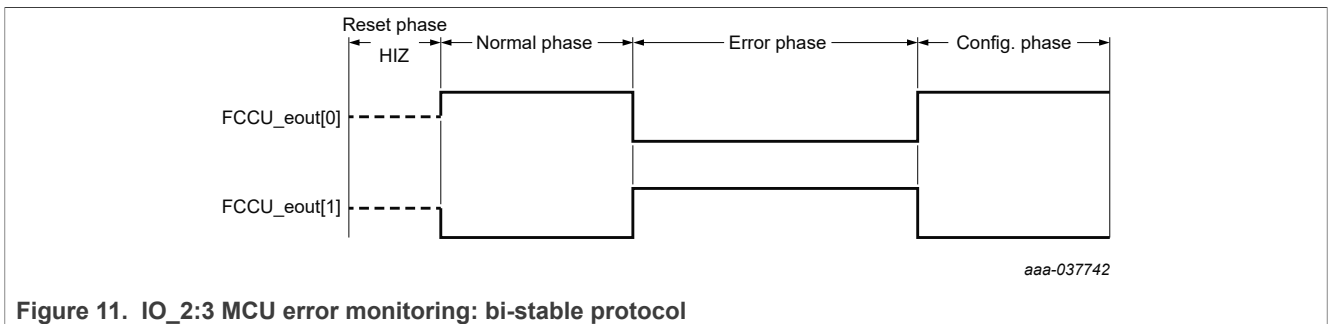 Reset phase
HIZ
Normal phase
Error phase
Config. phase
FCCU_eout[0]
FCCU_eout[1]
aaa-037742
Figure 11. IO_2:3 MCU error monitoring: bi-stable protocol